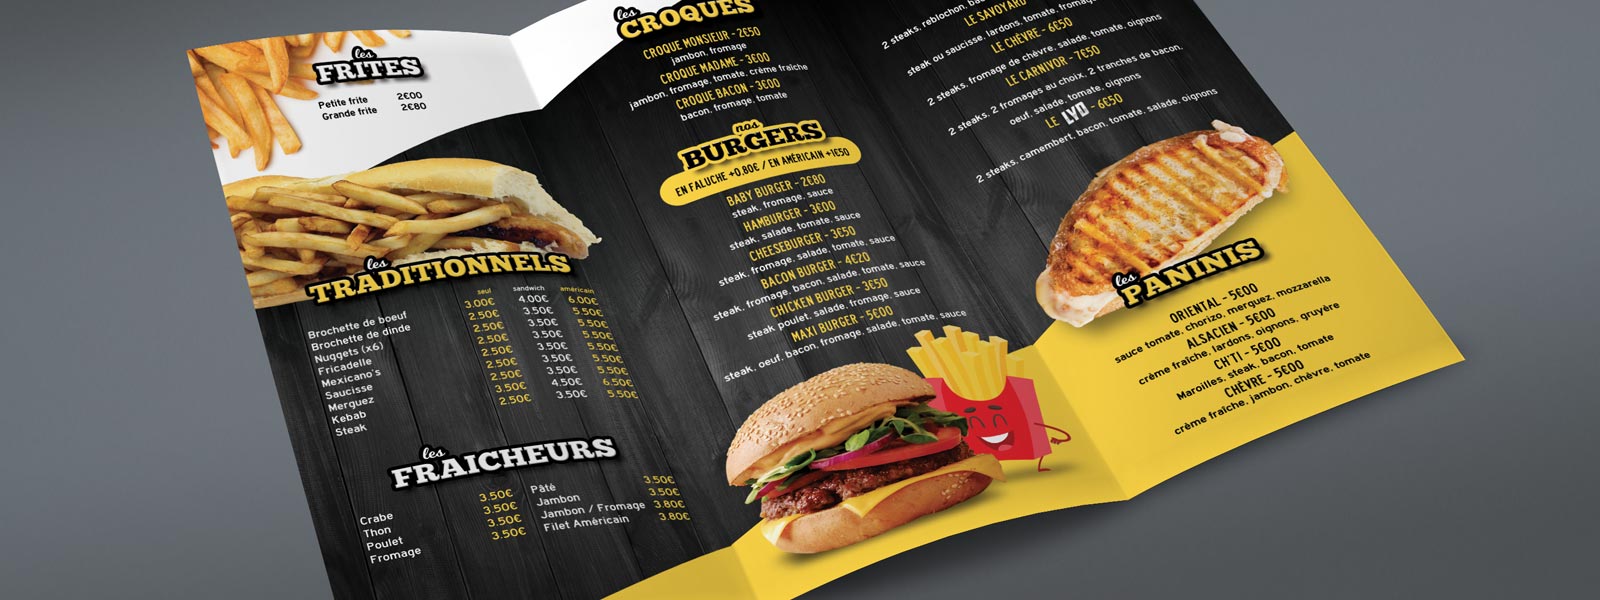 les
FRITES
Petite frite 2€00
Grande frite 2€80
les
TRADITIONNELS
seul sandwich américain
Brochette de boeuf 3.00€ 4.00€ 6.00€
Brochette de dinde 2.50€ 3.50€ 5.50€
Nuggets (x6) 2.50€ 3.50€ 5.50€
Fricadelle 2.50€ 3.50€ 5.50€
Mexicano's 2.50€ 3.50€ 5.50€
Saucisse 2.50€ 3.50€ 5.50€
Merguez 2.50€ 3.50€ 5.50€
Kebab 3.50€ 4.50€ 6.50€
Steak 2.50€ 3.50€ 5.50€
les
FRAICHEURS
Crabe 3.50€ Pâté 3.50€
Thon 3.50€ Jambon 3.50€
Poulet 3.50€ Jambon / Fromage 3.80€
Fromage 3.50€ Filet Américain 3.80€
les
CROQUES
CROQUE MONSIEUR - 2€50
jambon, fromage
CROQUE MADAME - 3€00
jambon, fromage, tomate, crème fraîche
CROQUE BACON - 3€00
bacon, fromage, tomate
nos
BURGERS
EN FALUCHE +0,80€ / EN AMÉRICAIN +1€50
BABY BURGER - 2€80
steak, fromage, sauce
HAMBURGER - 3€00
steak, salade, tomate, sauce
CHEESEBURGER - 3€50
steak, fromage, salade, tomate, sauce
BACON BURGER - 4€20
steak, fromage, bacon, salade, tomate, sauce
CHICKEN BURGER - 3€50
steak poulet, salade, fromage, sauce
MAXI BURGER - 5€00
steak, oeuf, bacon, fromage, salade, tomate, sauce
2 steaks, reblochon,
LE SAVOYARD
steak ou saucisse, lardons, tomate,
LE CHÈVRE - 6€50
2 steaks, fromage de chèvre, salade, tomate, oignons
LE CARNIVOR - 7€50
2 steaks, 2 fromages au choix, 2 tranches de bacon,
oeuf, salade, tomate, oignons
LE LYD - 6€50
2 steaks, camembert, bacon, tomate, salade, oignons
les
PANINIS
ORIENTAL - 5€00
sauce tomate, chorizo, merguez, mozzarella
ALSACIEN - 5€00
crème fraîche, lardons, oignons, gruyère
CH'TI - 5€00
Maroilles, steak, bacon, tomate
CHÈVRE - 5€00
crème fraîche, jambon, chèvre, tomate